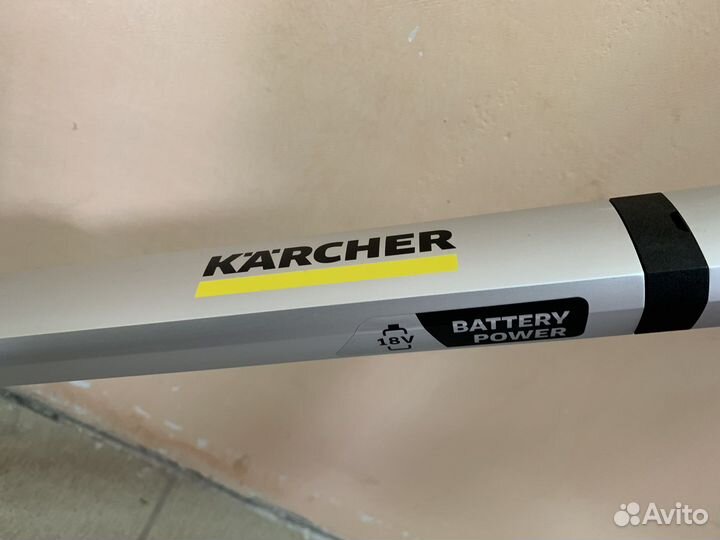 KÄRCHER
18V
BATTERY
POWER
Avito